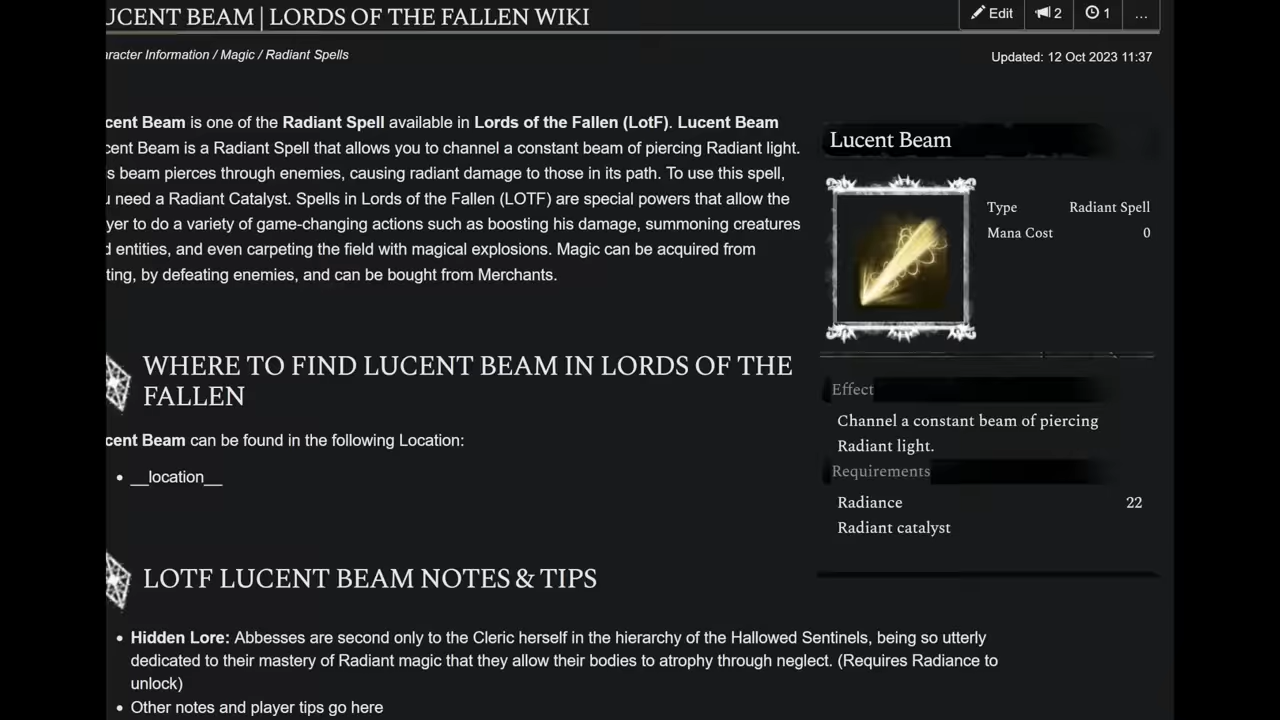 UCENT BEAM | LORDS OF THE FALLEN WIKI
Edit
2
1
...
aracter Information / Magic / Radiant Spells
Updated: 12 Oct 2023 11:37
cent Beam is one of the Radiant Spell available in Lords of the Fallen (LotF). Lucent Beam
cent Beam is a Radiant Spell that allows you to channel a constant beam of piercing Radiant light.
s beam pierces through enemies, causing radiant damage to those in its path. To use this spell,
u need a Radiant Catalyst. Spells in Lords of the Fallen (LOTF) are special powers that allow the
yer to do a variety of game-changing actions such as boosting his damage, summoning creatures
d entities, and even carpeting the field with magical explosions. Magic can be acquired from
ting, by defeating enemies, and can be bought from Merchants.
Lucent Beam
Type Radiant Spell
Mana Cost 0
Effect
Channel a constant beam of piercing
Radiant light.
Requirements
Radiance 22
Radiant catalyst
WHERE TO FIND LUCENT BEAM IN LORDS OF THE
FALLEN
cent Beam can be found in the following Location:
• __location__
LOTF LUCENT BEAM NOTES & TIPS
• Hidden Lore: Abbesses are second only to the Cleric herself in the hierarchy of the Hallowed Sentinels, being so utterly
dedicated to their mastery of Radiant magic that they allow their bodies to atrophy through neglect. (Requires Radiance to
unlock)
• Other notes and player tips go here